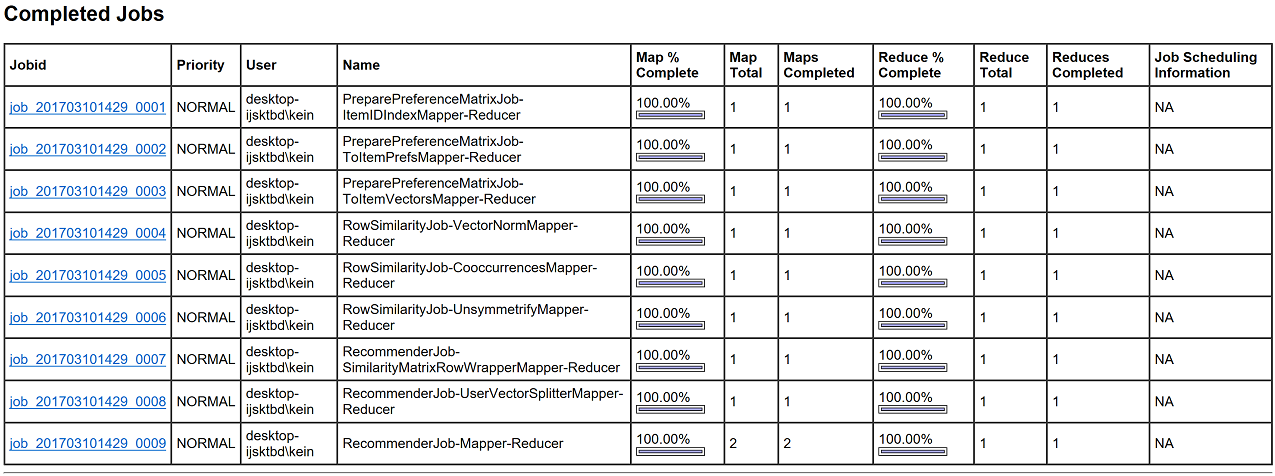 Completed Jobs
Jobid Priority User Name Map % Complete Map Total Maps Completed Reduce % Complete Reduce Total Reduces Completed Job Scheduling Information
job_201703101429_0001 NORMAL desktop-ijsktbd\kein PreparePreferenceMatrixJob-ItemIDIndexMapper-Reducer 100.00% 1 1 100.00% 1 1 NA
job_201703101429_0002 NORMAL desktop-ijsktbd\kein PreparePreferenceMatrixJob-ToItemPrefsMapper-Reducer 100.00% 1 1 100.00% 1 1 NA
job_201703101429_0003 NORMAL desktop-ijsktbd\kein PreparePreferenceMatrixJob-ToItemVectorsMapper-Reducer 100.00% 1 1 100.00% 1 1 NA
job_201703101429_0004 NORMAL desktop-ijsktbd\kein RowSimilarityJob-VectorNormMapper-Reducer 100.00% 1 1 100.00% 1 1 NA
job_201703101429_0005 NORMAL desktop-ijsktbd\kein RowSimilarityJob-CooccurrencesMapper-Reducer 100.00% 1 1 100.00% 1 1 NA
job_201703101429_0006 NORMAL desktop-ijsktbd\kein RowSimilarityJob-UnsymmetrifyMapper-Reducer 100.00% 1 1 100.00% 1 1 NA
job_201703101429_0007 NORMAL desktop-ijsktbd\kein RecommenderJob-SimilarityMatrixRowWrapperMapper-Reducer 100.00% 1 1 100.00% 1 1 NA
job_201703101429_0008 NORMAL desktop-ijsktbd\kein RecommenderJob-UserVectorSplitterMapper-Reducer 100.00% 1 1 100.00% 1 1 NA
job_201703101429_0009 NORMAL desktop-ijsktbd\kein RecommenderJob-Mapper-Reducer 100.00% 2 2 100.00% 1 1 NA